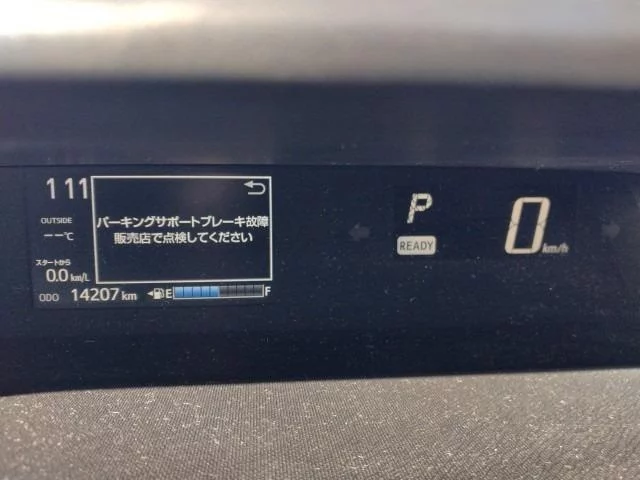 111
パーキングサポートブレーキ故障
販売店で点検してください
OUTSIDE
--℃
スタートから
0.0 km/L
ODO 14207 km
E F
P
READY
0 km/h